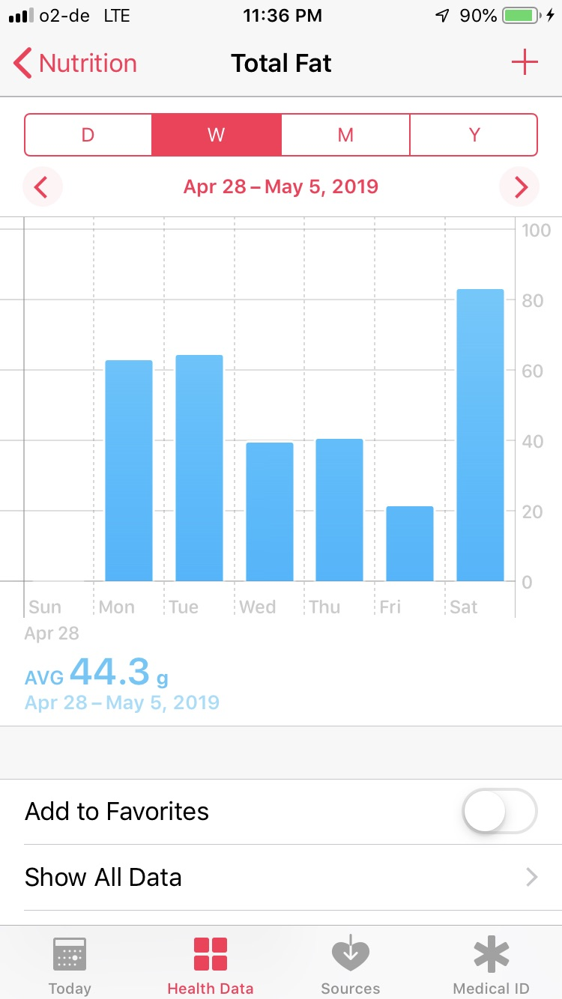 o2-de LTE 11:36 PM 90%
Nutrition Total Fat
D W M Y
Apr 28 – May 5, 2019
100
80
60
40
20
0
Sun Mon Tue Wed Thu Fri Sat
Apr 28
AVG 44.3 g
Apr 28 – May 5, 2019
Add to Favorites
Show All Data
Today Health Data Sources Medical ID